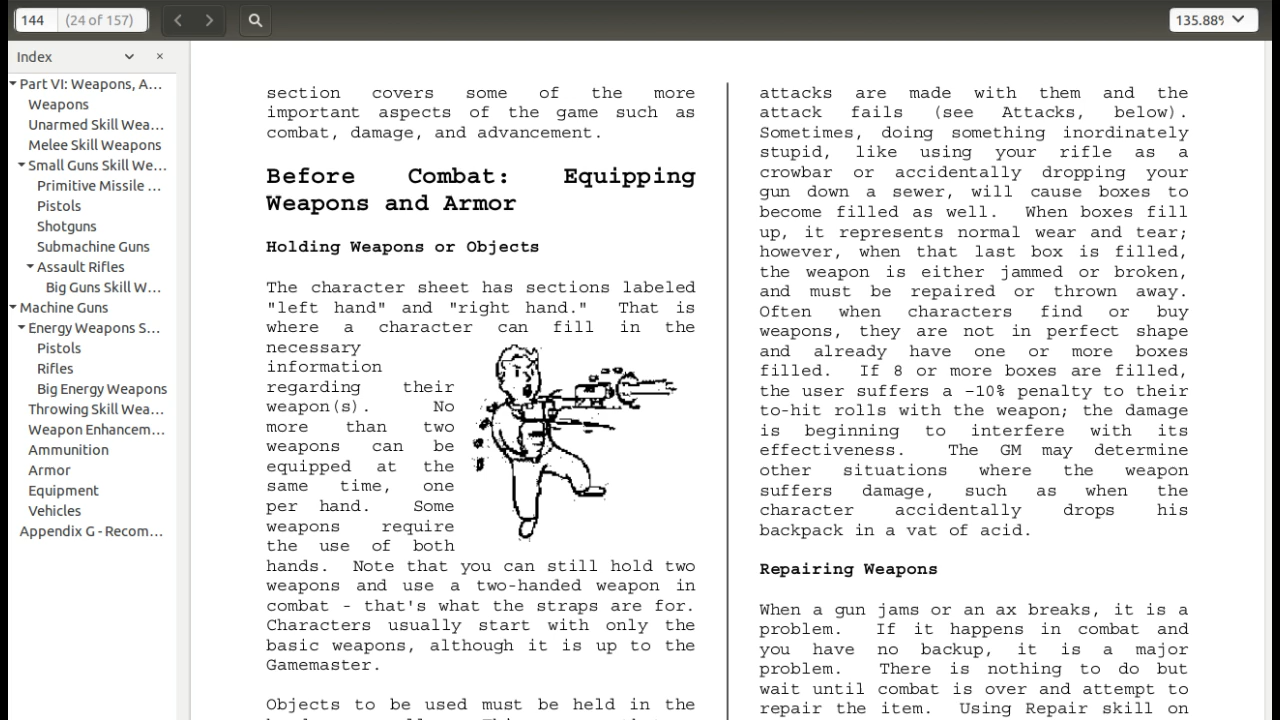 144 (24 of 157)
135.88%
Index
Part VI: Weapons, A...
Weapons
Unarmed Skill Wea...
Melee Skill Weapons
Small Guns Skill We...
Primitive Missile ...
Pistols
Shotguns
Submachine Guns
Assault Rifles
Big Guns Skill W...
Machine Guns
Energy Weapons S...
Pistols
Rifles
Big Energy Weapons
Throwing Skill Wea...
Weapon Enhancem...
Ammunition
Armor
Equipment
Vehicles
Appendix G - Recom...
section covers some of the more
important aspects of the game such as
combat, damage, and advancement.
Before Combat: Equipping
Weapons and Armor
Holding Weapons or Objects
The character sheet has sections labeled
"left hand" and "right hand." That is
where a character can fill in the
necessary
information
regarding their
weapon(s). No
more than two
weapons can be
equipped at the
same time, one
per hand. Some
weapons require
the use of both
hands. Note that you can still hold two
weapons and use a two-handed weapon in
combat - that's what the straps are for.
Characters usually start with only the
basic weapons, although it is up to the
Gamemaster.
Objects to be used must be held in the
attacks are made with them and the
attack fails (see Attacks, below).
Sometimes, doing something inordinately
stupid, like using your rifle as a
crowbar or accidentally dropping your
gun down a sewer, will cause boxes to
become filled as well. When boxes fill
up, it represents normal wear and tear;
however, when that last box is filled,
the weapon is either jammed or broken,
and must be repaired or thrown away.
Often when characters find or buy
weapons, they are not in perfect shape
and already have one or more boxes
filled. If 8 or more boxes are filled,
the user suffers a -10% penalty to their
to-hit rolls with the weapon; the damage
is beginning to interfere with its
effectiveness. The GM may determine
other situations where the weapon
suffers damage, such as when the
character accidentally drops his
backpack in a vat of acid.
Repairing Weapons
When a gun jams or an ax breaks, it is a
problem. If it happens in combat and
you have no backup, it is a major
problem. There is nothing to do but
wait until combat is over and attempt to
repair the item. Using Repair skill on